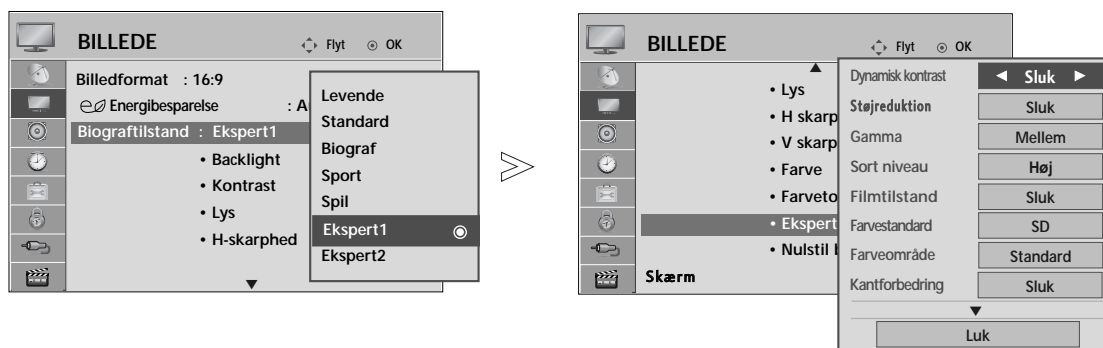 BILLEDE
Flyt
OK
Billedformat : 16:9
Energibesparelse : A
Biograftilstand : Ekspert1
• Backlight
• Kontrast
• Lys
• H-skarphed
Levende
Standard
Biograf
Sport
Spil
Ekspert1
Ekspert2
BILLEDE
Flyt
OK
• Lys
• H skarp
• V skarp
• Farve
• Farveto
• Ekspert
• Nulstil
Skærm
Dynamisk kontrast Sluk
Støjreduktion Sluk
Gamma Mellem
Sort niveau Høj
Filmtilstand Sluk
Farvestandard SD
Farveområde Standard
Kantforbedring Sluk
Luk